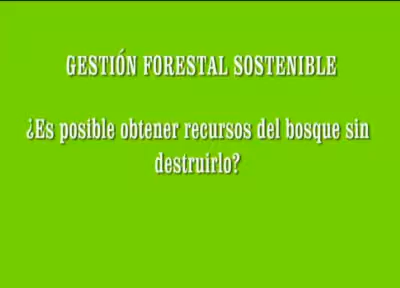 GESTIÓN FORESTAL SOSTENIBLE
¿Es posible obtener recursos del bosque sin
destruirlo?